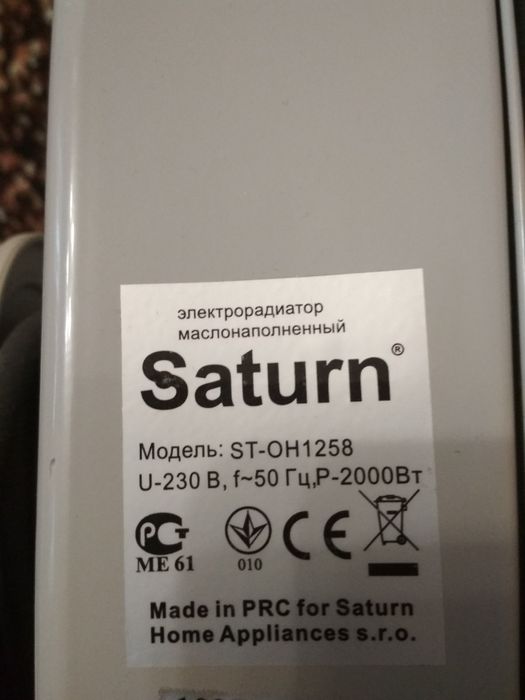 электрорадиатор
маслонаполненный
Saturn®
Модель: ST-OH1258
U-230 В, f~50 Гц,P-2000Вт
РСТ CE
ME 61 010
Made in PRC for Saturn
Home Appliances s.r.o.